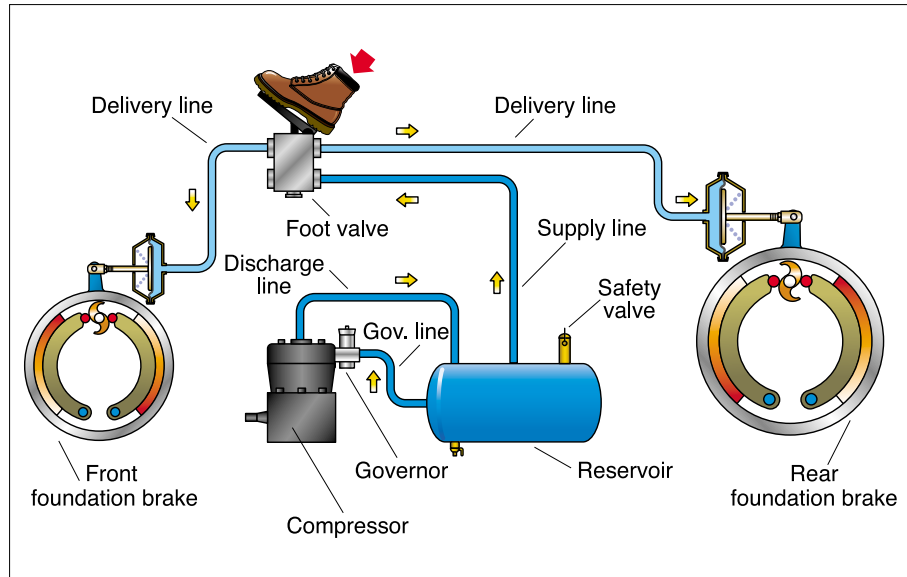 Delivery line
Delivery line
Foot valve
Supply line
Discharge
line
Safety
valve
Gov. line
Front
foundation brake
Governor
Compressor
Reservoir
Rear
foundation brake